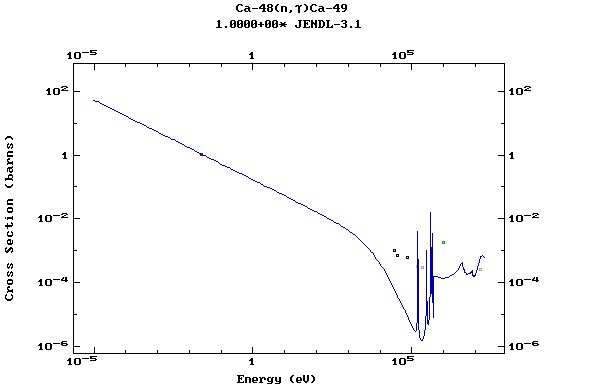 Ca-48(n,γ)Ca-49
1.0000+00* JENDL-3.1
10^-5 1 10^5
10^2 10^2
1 1
10^-2 10^-2
10^-4 10^-4
10^-6 10^-6
10^-5 1 10^5
Cross Section (barns)
Energy (eV)